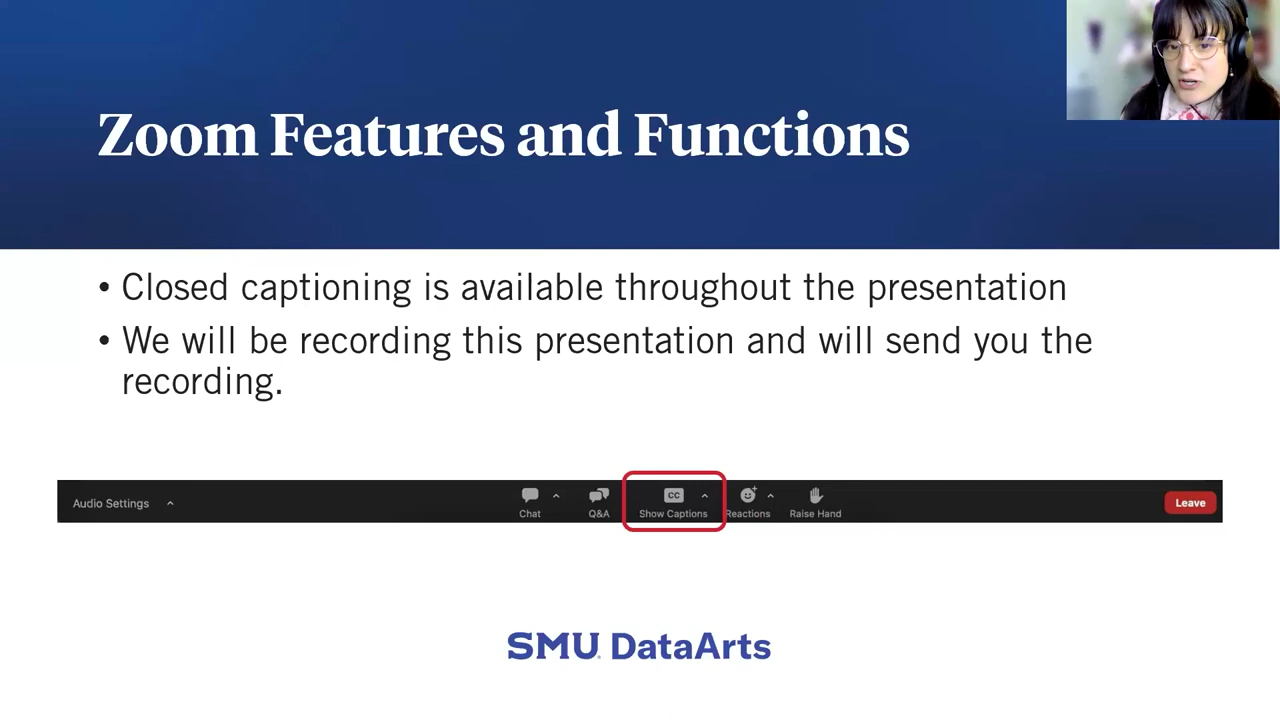 Zoom Features and Functions
• Closed captioning is available throughout the presentation
• We will be recording this presentation and will send you the
recording.
Audio Settings
Chat
Q&A
CC
Show Captions
Reactions
Raise Hand
Leave
SMU DataArts